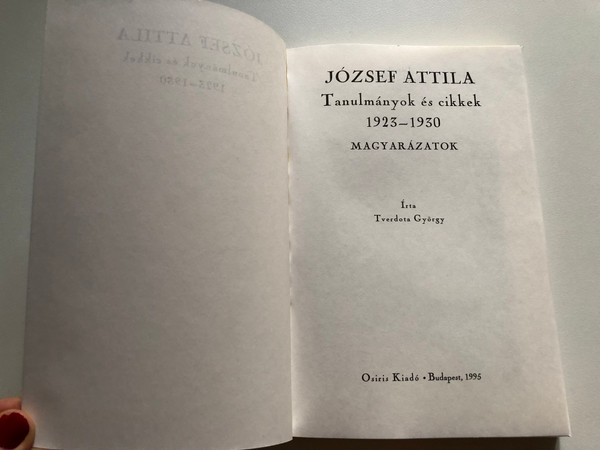 JÓZSEF ATTILA
Tanulmányok és cikkek
1923–1930
MAGYARÁZATOK
Írta
Tverdota György
Osiris Kiadó • Budapest, 1995